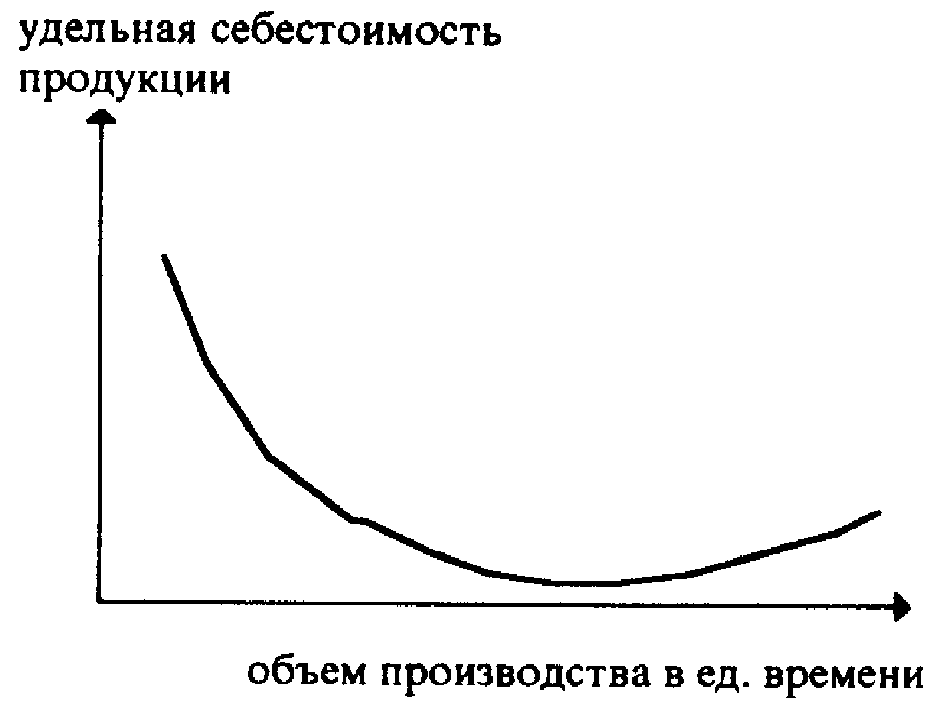 удельная себестоимость
продукции
объем производства в ед. времени